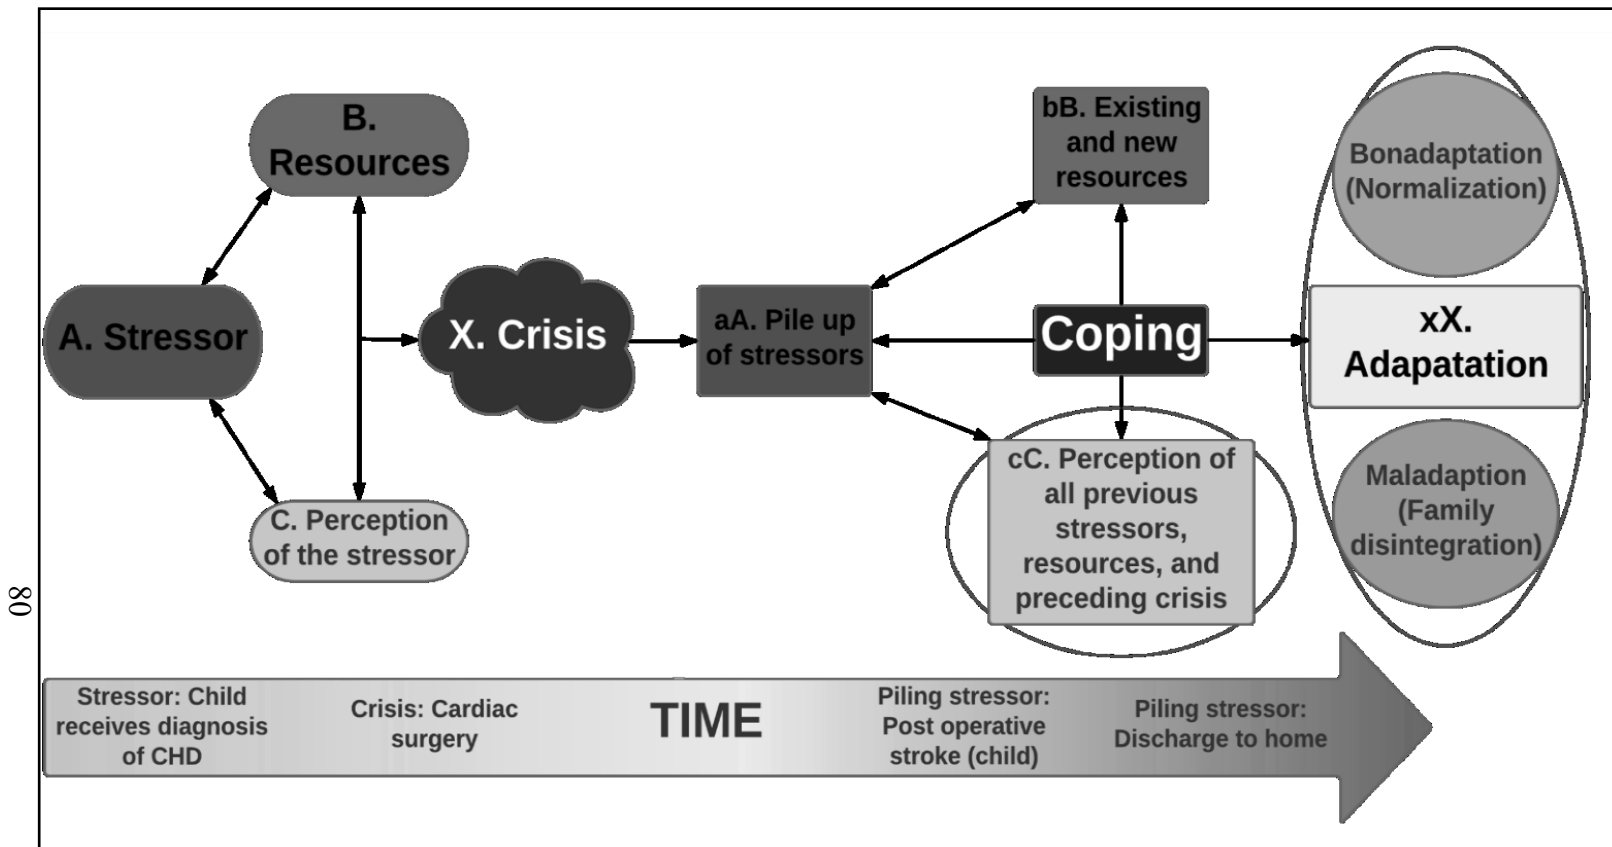 B.
Resources
A. Stressor
C. Perception
of the stressor
X. Crisis
aA. Pile up
of stressors
bB. Existing
and new
resources
Coping
cC. Perception of
all previous
stressors,
resources, and
preceding crisis
Bonadaptation
(Normalization)
xX.
Adapatation
Maladaption
(Family
disintegration)
Stressor: Child
receives diagnosis
of CHD
Crisis: Cardiac
surgery
TIME
Piling stressor:
Post operative
stroke (child)
Piling stressor:
Discharge to home
80